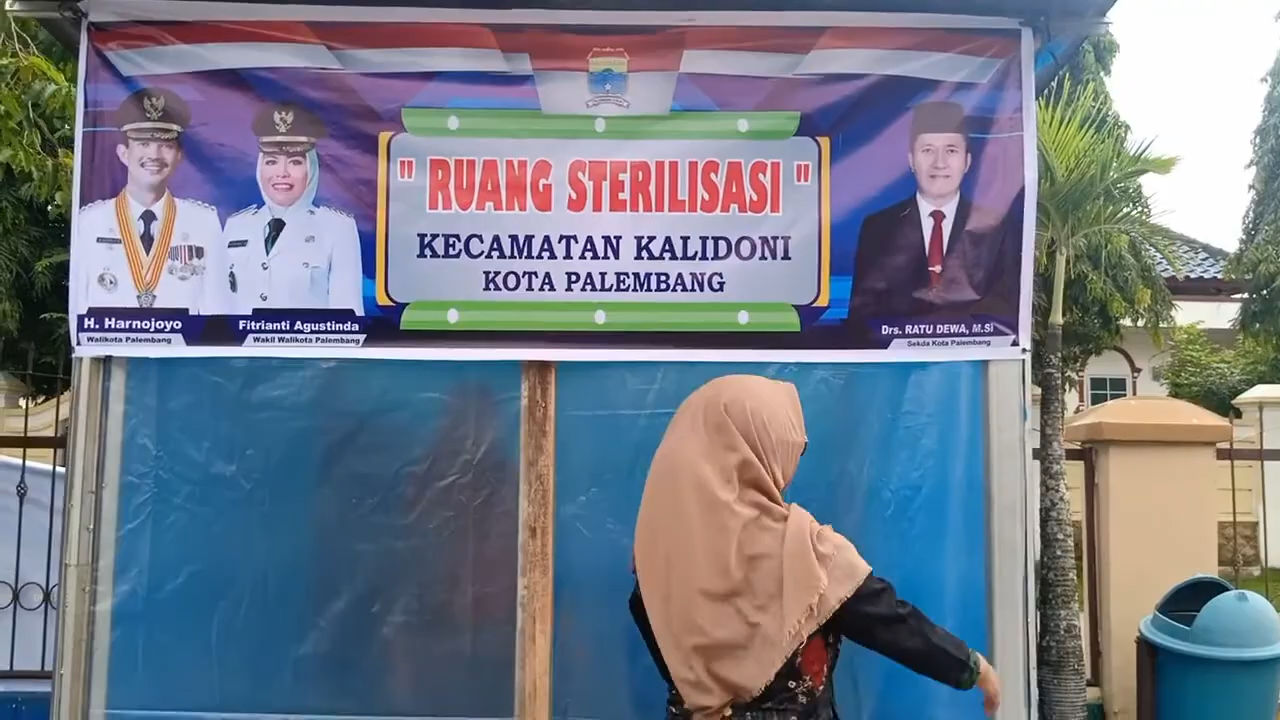 " RUANG STERILISASI "
KECAMATAN KALIDONI
KOTA PALEMBANG
H. Harnojoyo
Walikota Palembang
Fitrianti Agustinda
Wakil Walikota Palembang
Drs. RATU DEWA, M.Si
Sekda Kota Palembang